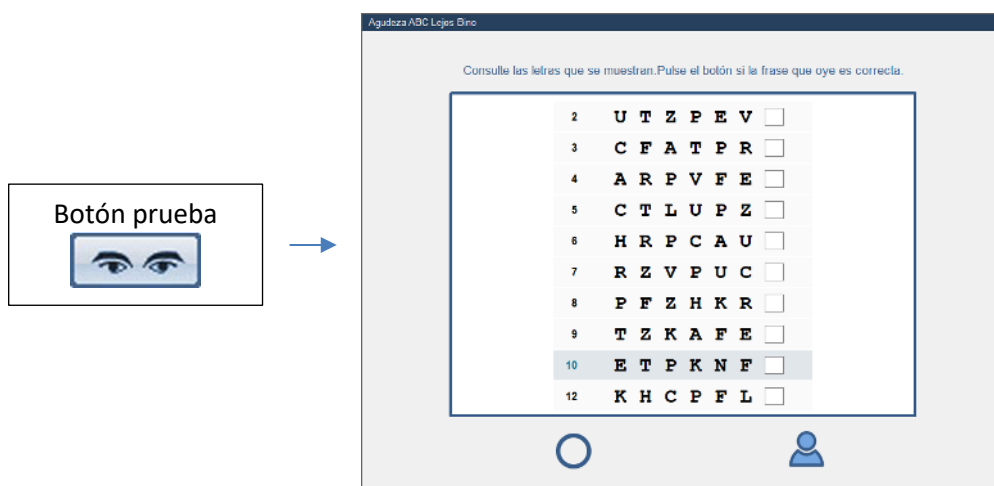 Agudeza ABC Lejos Bino
Consulte las letras que se muestran.Pulse el botón si la frase que oye es correcta.
Botón prueba
2 U T Z P E V
3 C F A T P R
4 A R P V F E
5 C T L U P Z
6 H R P C A U
7 R Z V P U C
8 P F Z H K R
9 T Z K A F E
10 E T P K N F
12 K H C P F L